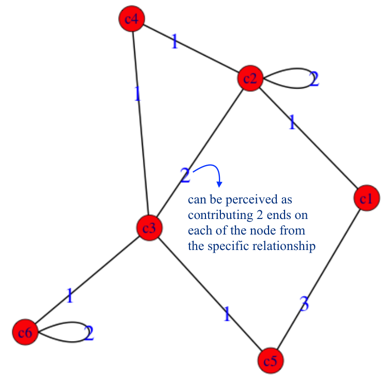 c4
1
c2
2
1
1
2
can be perceived as
contributing 2 ends on
each of the node from
the specific relationship
c1
c3
1
1
3
c6
2
c5